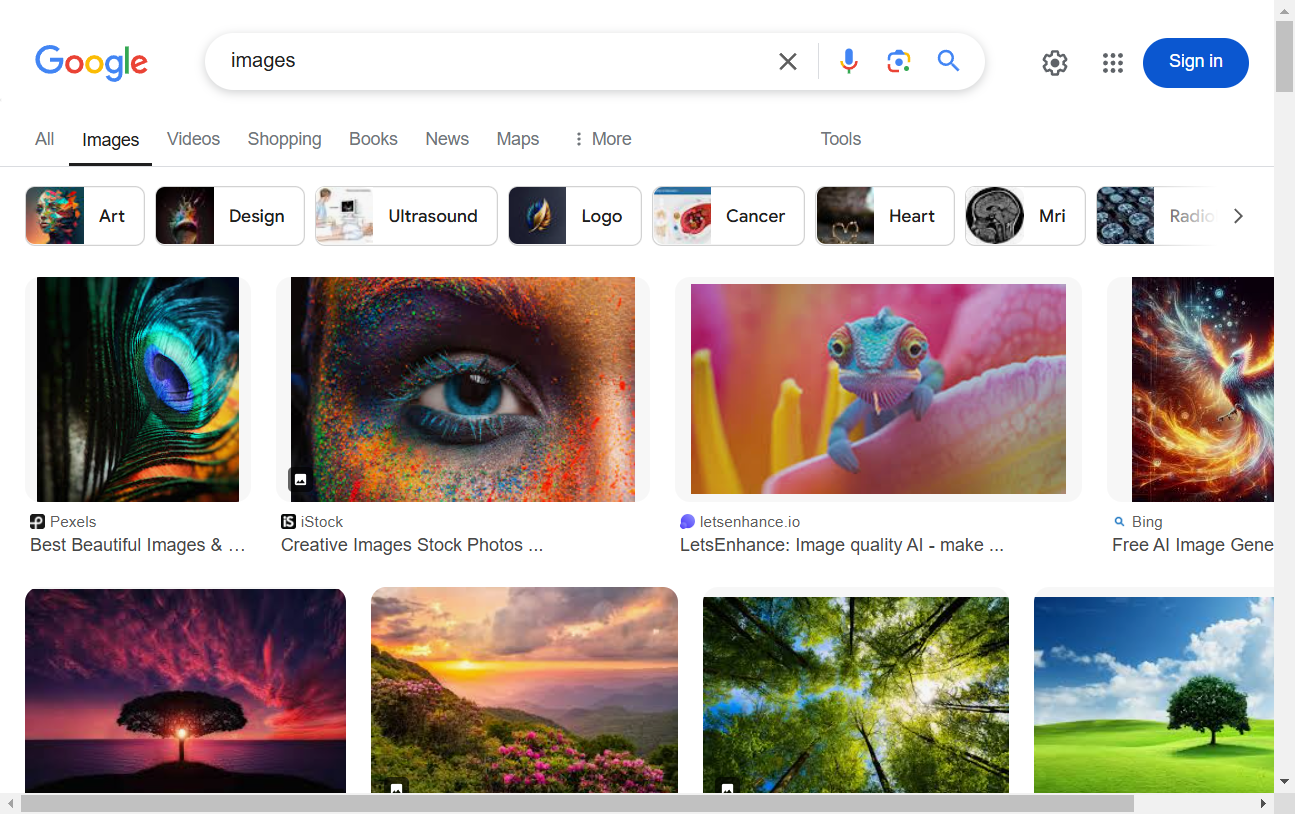 Google
images
Sign in
All
Images
Videos
Shopping
Books
News
Maps
More
Tools
Art
Design
Ultrasound
Logo
Cancer
Heart
Mri
Pexels
Best Beautiful Images & ...
iStock
Creative Images Stock Photos ...
letsenhance.io
LetsEnhance: Image quality AI - make ...
Bing
Free AI Image Gene